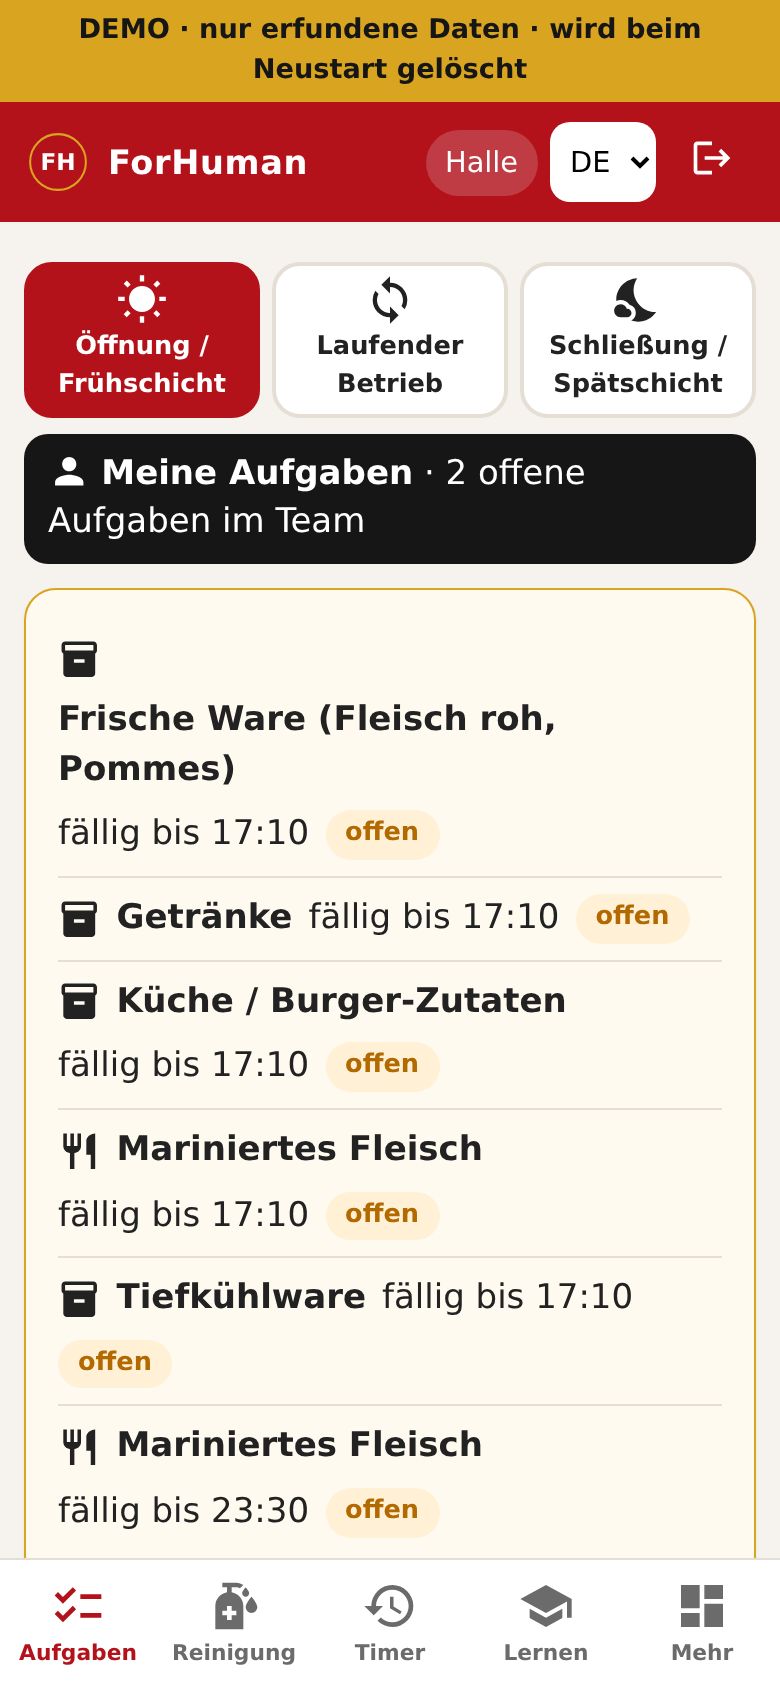 DEMO · nur erfundene Daten · wird beim
Neustart gelöscht
FH ForHuman Halle DE
Öffnung /
Frühschicht
Laufender
Betrieb
Schließung /
Spätschicht
Meine Aufgaben · 2 offene
Aufgaben im Team
Frische Ware (Fleisch roh,
Pommes)
fällig bis 17:10 offen
Getränke fällig bis 17:10 offen
Küche / Burger-Zutaten
fällig bis 17:10 offen
Mariniertes Fleisch
fällig bis 17:10 offen
Tiefkühlware fällig bis 17:10
offen
Mariniertes Fleisch
fällig bis 23:30 offen
Aufgaben Reinigung Timer Lernen Mehr